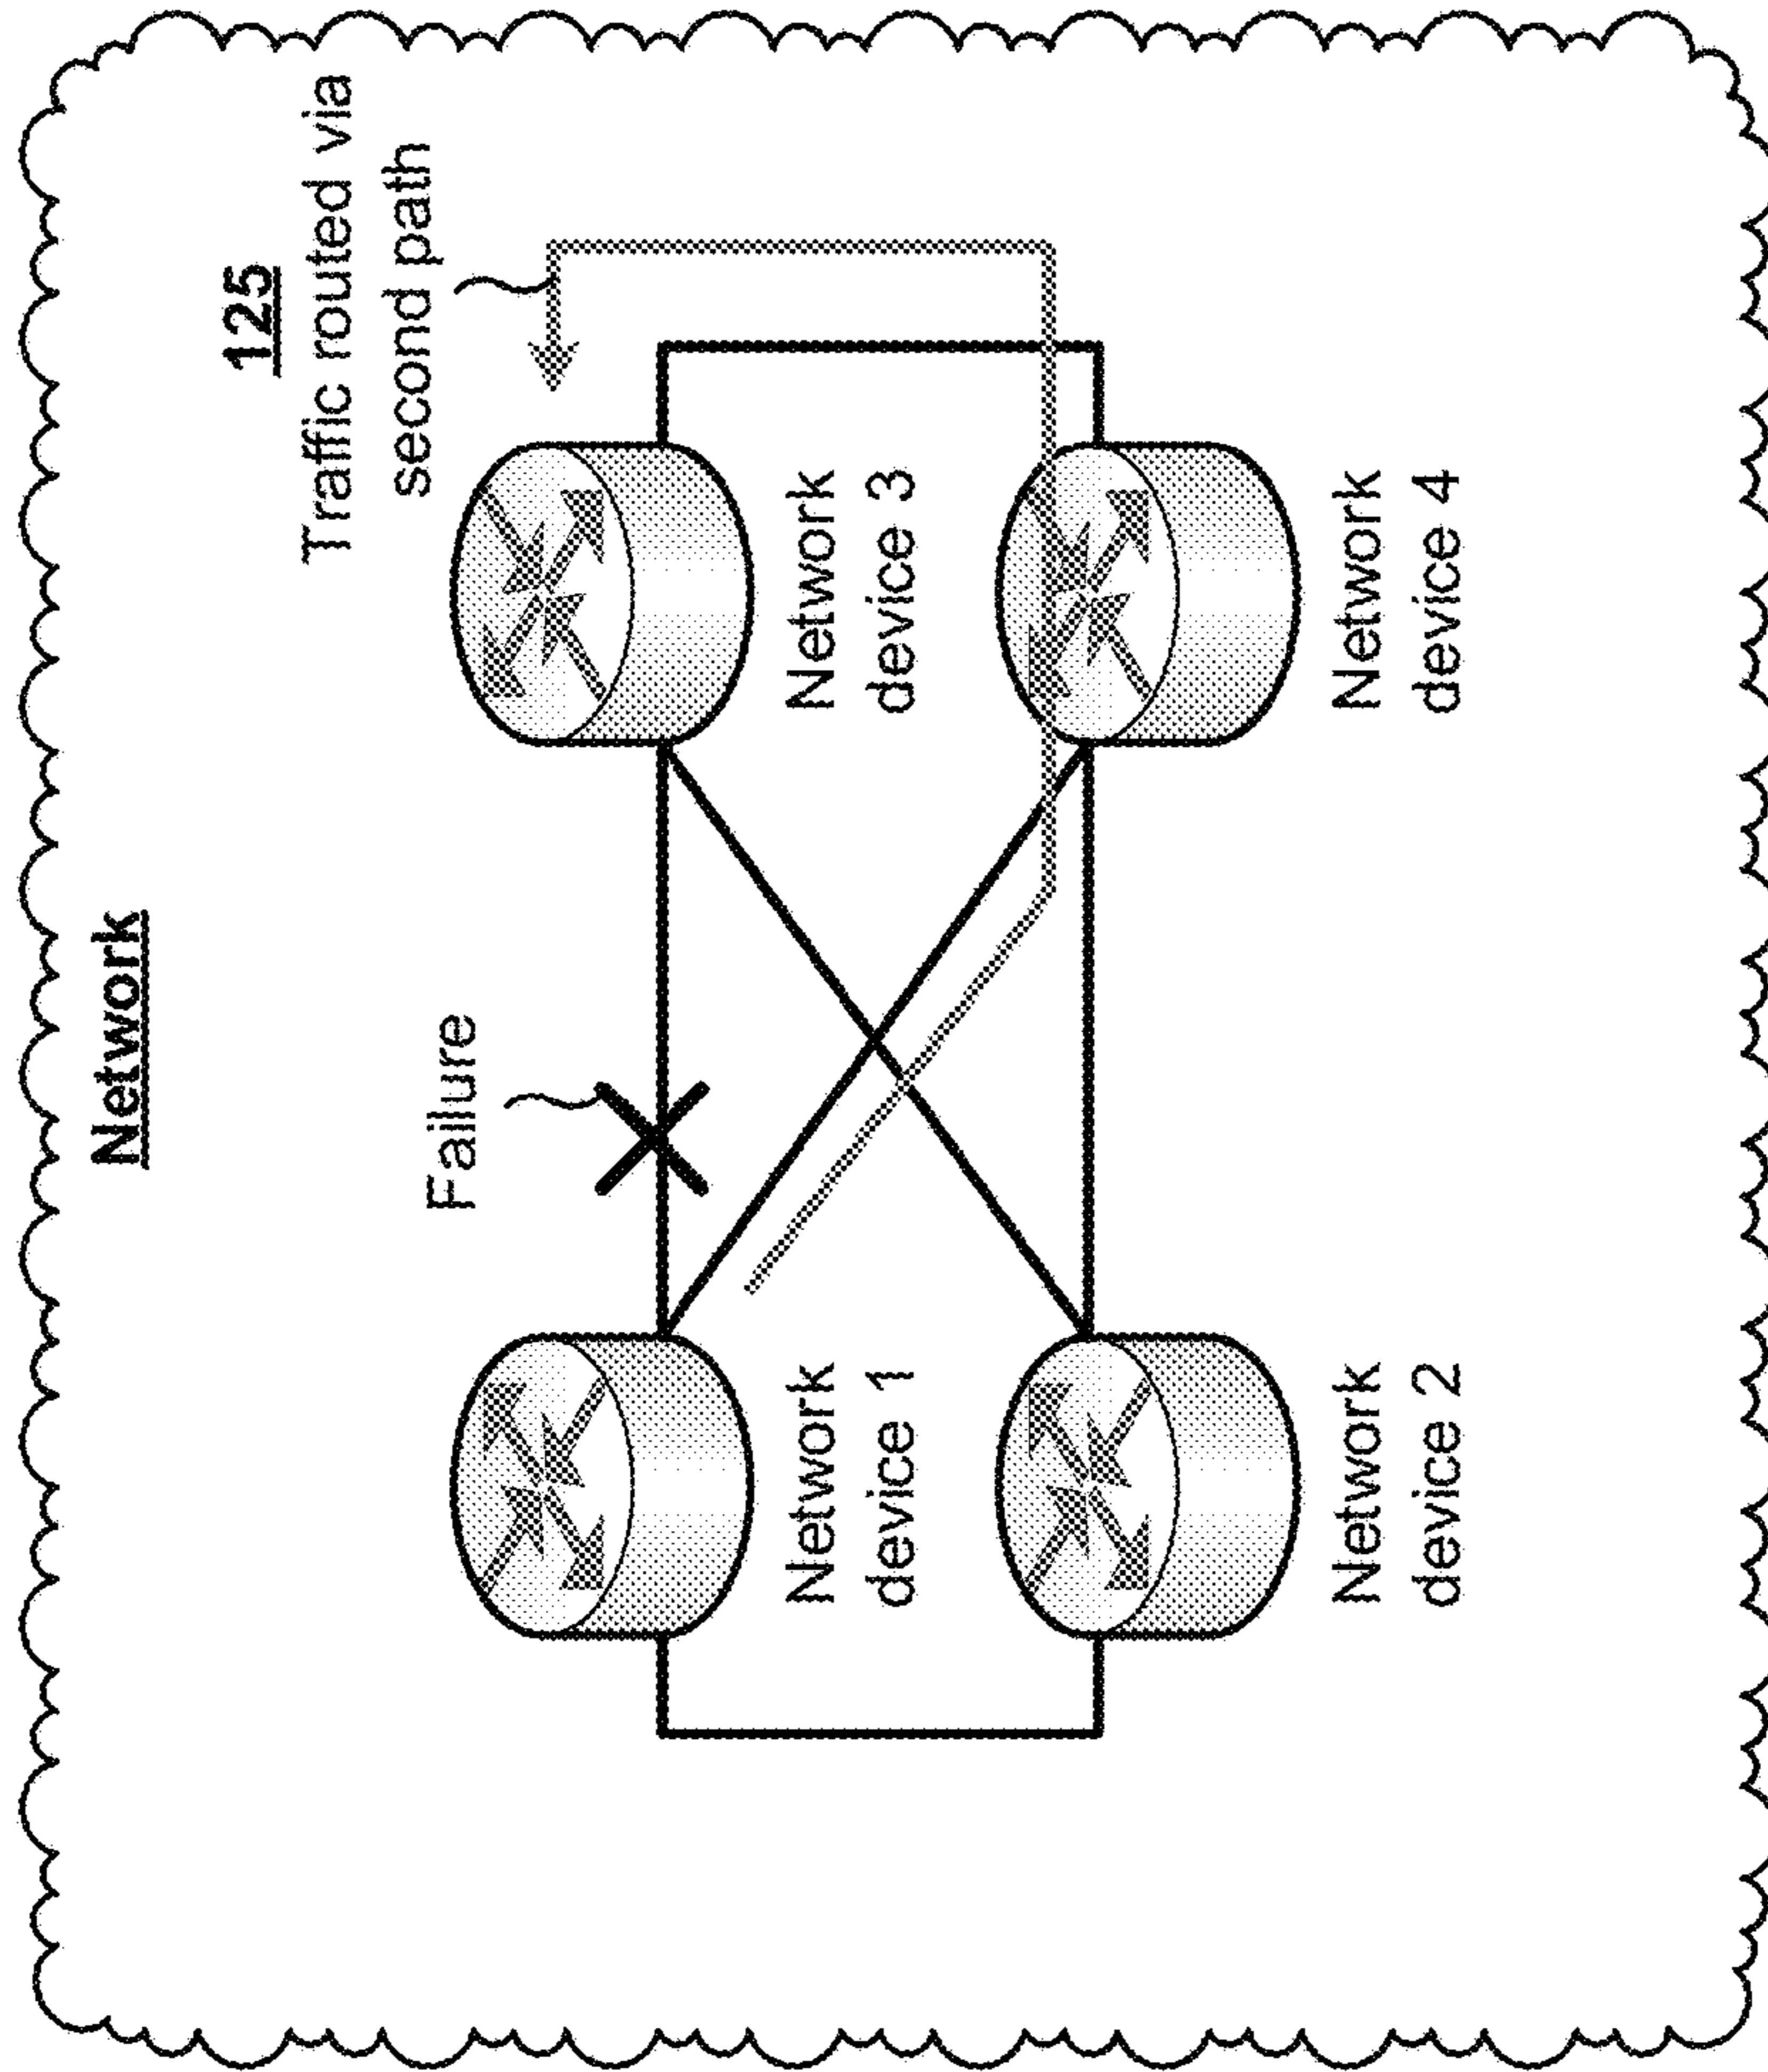 Network
125
Traffic routed via
second path
Failure
Network
device 1
Network
device 3
Network
device 2
Network
device 4